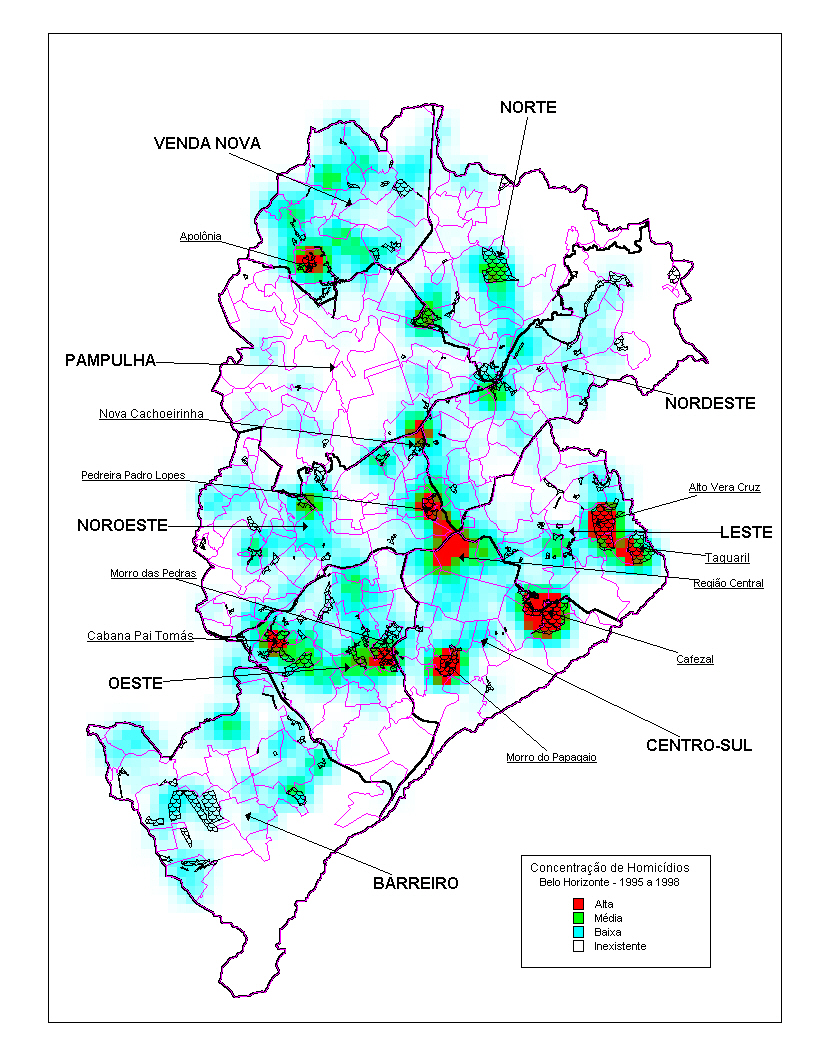 NORTE
VENDA NOVA
Apolônia
PAMPULHA
NORDESTE
Nova Cachoeirinha
Pedreira Padro Lopes
Alto Vera Cruz
NOROESTE
LESTE
Taquaril
Morro das Pedras
Região Central
Cabana Pai Tomás
Cafezal
OESTE
CENTRO-SUL
Morro do Papagaio
BARREIRO
Concentração de Homicídios
Belo Horizonte - 1995 a 1998
Alta
Média
Baixa
Inexistente